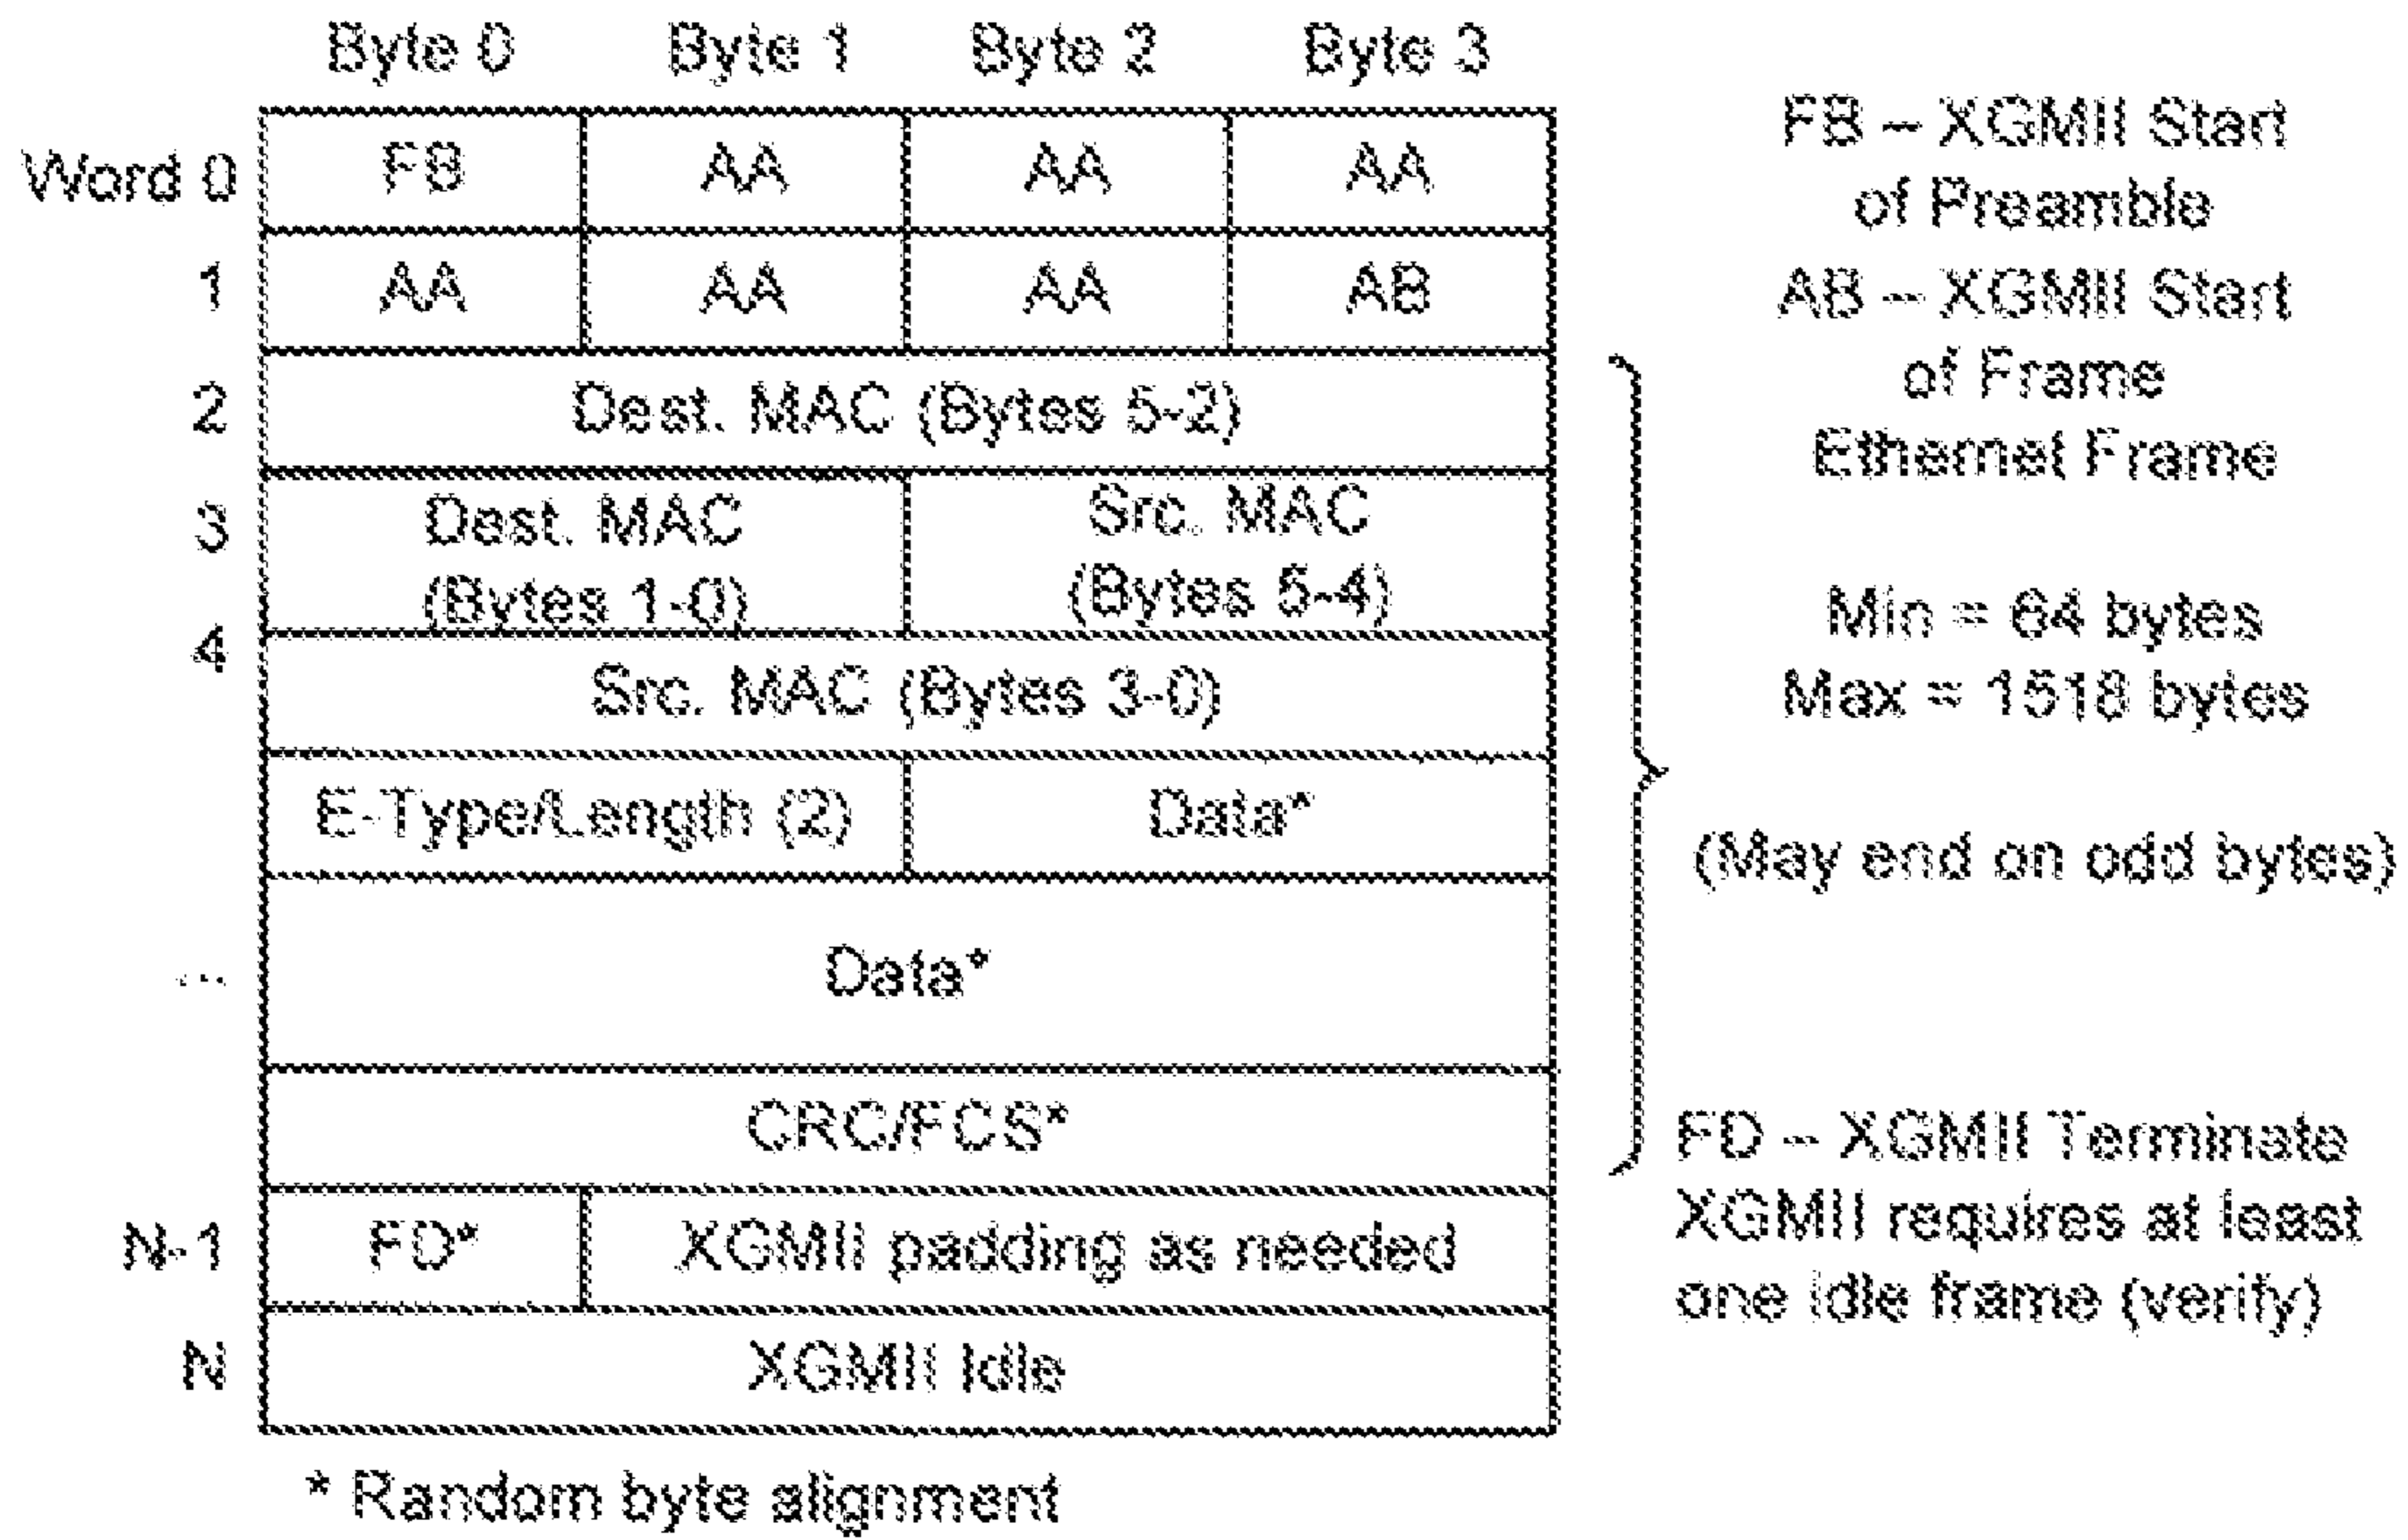 Byte 0 Byte 1 Byte 2 Byte 3
Word 0 FB AA AA AA
1 AA AA AA AB
2 Dest. MAC (Bytes 5-2)
3 Dest. MAC (Bytes 1-0) Src. MAC (Bytes 5-4)
4 Src. MAC (Bytes 3-0)
E-Type/Length (2) Data*
... Data*
CRC/FCS*
N-1 FD* XGMII padding as needed
N XGMII Idle
* Random byte alignment
FB – XGMII Start
of Preamble
AB – XGMII Start
of Frame
Ethernet Frame
Min = 64 bytes
Max = 1518 bytes
(May end on odd bytes)
FD – XGMII Terminate
XGMII requires at least
one idle frame (verify)